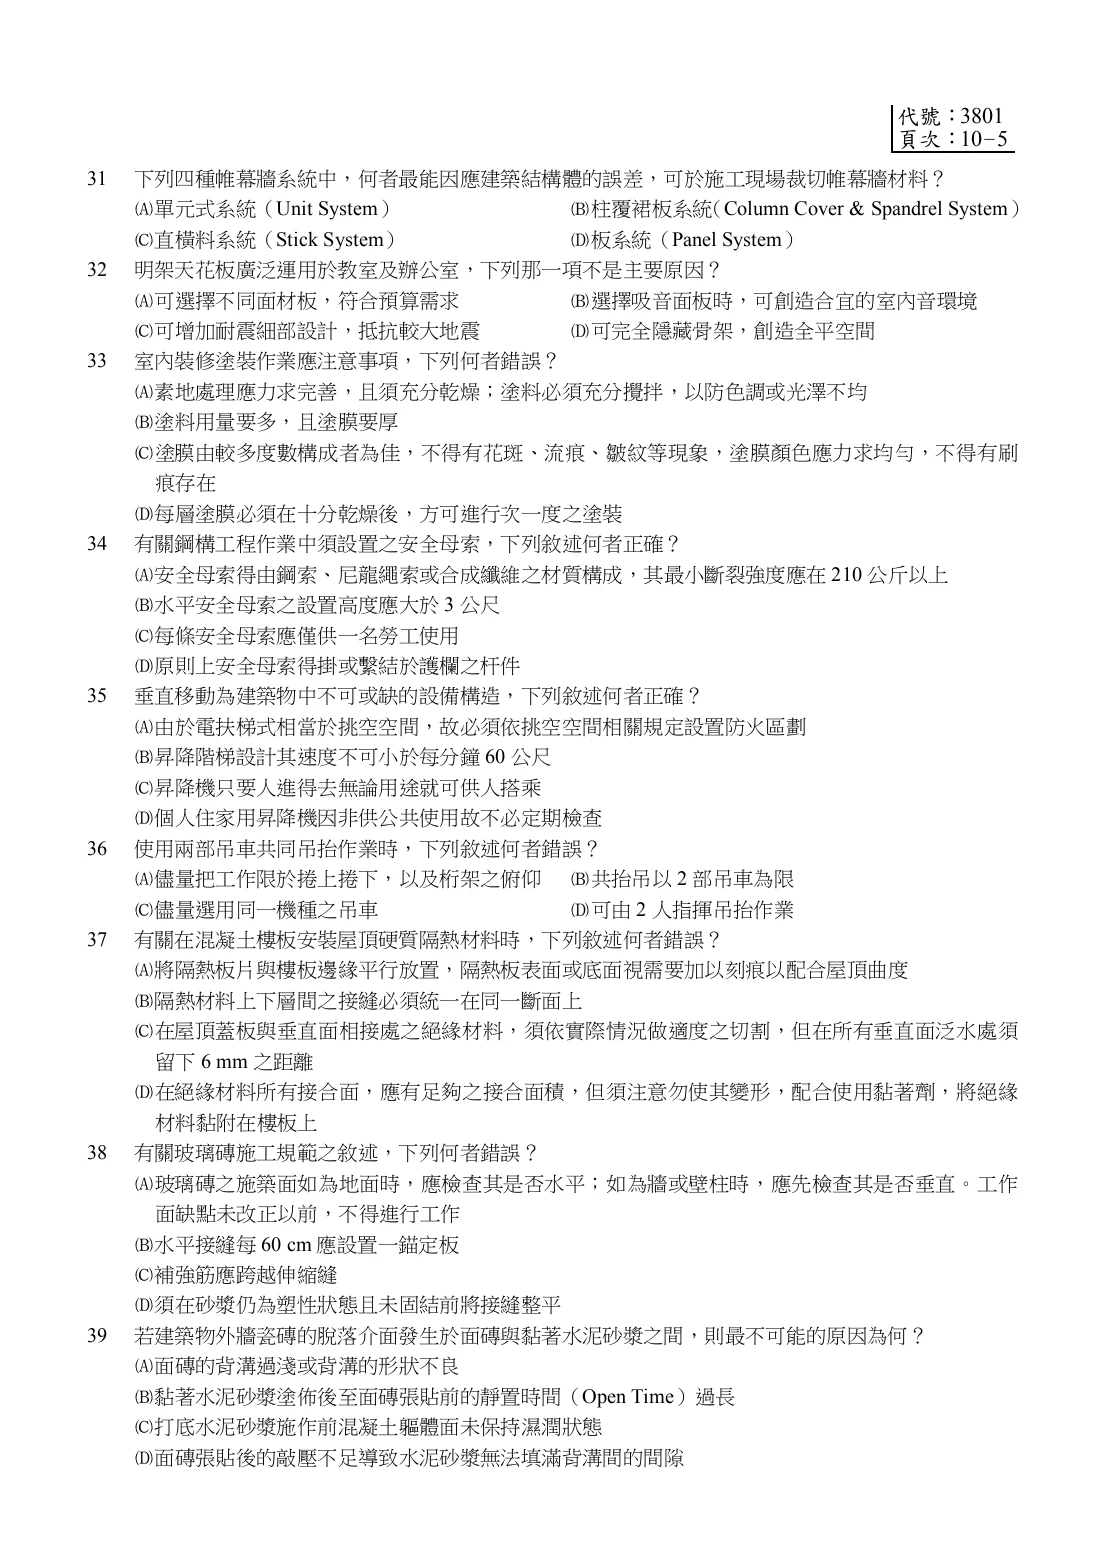 代號：3801
頁次：10－5
31 下列四種帷幕牆系統中，何者最能因應建築結構體的誤差，可於施工現場裁切帷幕牆材料？
(A)單元式系統（Unit System） (B)柱覆裙板系統（Column Cover & Spandrel System）
(C)直橫料系統（Stick System） (D)板系統（Panel System）
32 明架天花板廣泛運用於教室及辦公室，下列那一項不是主要原因？
(A)可選擇不同面材板，符合預算需求 (B)選擇吸音面板時，可創造合宜的室內音環境
(C)可增加耐震細部設計，抵抗較大地震 (D)可完全隱藏骨架，創造全平空間
33 室內裝修塗裝作業應注意事項，下列何者錯誤？
(A)素地處理應力求完善，且須充分乾燥；塗料必須充分攪拌，以防色調或光澤不均
(B)塗料用量要多，且塗膜要厚
(C)塗膜由較多度數構成者為佳，不得有花斑、流痕、皺紋等現象，塗膜顏色應力求均勻，不得有刷
痕存在
(D)每層塗膜必須在十分乾燥後，方可進行次一度之塗裝
34 有關鋼構工程作業中須設置之安全母索，下列敘述何者正確？
(A)安全母索得由鋼索、尼龍繩索或合成纖維之材質構成，其最小斷裂強度應在 210 公斤以上
(B)水平安全母索之設置高度應大於 3 公尺
(C)每條安全母索應僅供一名勞工使用
(D)原則上安全母索得掛或繫結於護欄之杆件
35 垂直移動為建築物中不可或缺的設備構造，下列敘述何者正確？
(A)由於電扶梯式相當於挑空空間，故必須依挑空空間相關規定設置防火區劃
(B)昇降階梯設計其速度不可小於每分鐘 60 公尺
(C)昇降機只要人進得去無論用途就可供人搭乘
(D)個人住家用昇降機因非供公共使用故不必定期檢查
36 使用兩部吊車共同吊抬作業時，下列敘述何者錯誤？
(A)儘量把工作限於捲上捲下，以及桁架之俯仰 (B)共抬吊以 2 部吊車為限
(C)儘量選用同一機種之吊車 (D)可由 2 人指揮吊抬作業
37 有關在混凝土樓板安裝屋頂硬質隔熱材料時，下列敘述何者錯誤？
(A)將隔熱板片與樓板邊緣平行放置，隔熱板表面或底面視需要加以刻痕以配合屋頂曲度
(B)隔熱材料上下層間之接縫必須統一在同一斷面上
(C)在屋頂蓋板與垂直面相接處之絕緣材料，須依實際情況做適度之切割，但在所有垂直面泛水處須
留下 6 mm 之距離
(D)在絕緣材料所有接合面，應有足夠之接合面積，但須注意勿使其變形，配合使用黏著劑，將絕緣
材料黏附在樓板上
38 有關玻璃磚施工規範之敘述，下列何者錯誤？
(A)玻璃磚之施築面如為地面時，應檢查其是否水平；如為牆或壁柱時，應先檢查其是否垂直。工作
面缺點未改正以前，不得進行工作
(B)水平接縫每 60 cm 應設置一錨定板
(C)補強筋應跨越伸縮縫
(D)須在砂漿仍為塑性狀態且未固結前將接縫整平
39 若建築物外牆瓷磚的脫落介面發生於面磚與黏著水泥砂漿之間，則最不可能的原因為何？
(A)面磚的背溝過淺或背溝的形狀不良
(B)黏著水泥砂漿塗佈後至面磚張貼前的靜置時間（Open Time）過長
(C)打底水泥砂漿施作前混凝土軀體面未保持濕潤狀態
(D)面磚張貼後的敲壓不足導致水泥砂漿無法填滿背溝間的間隙